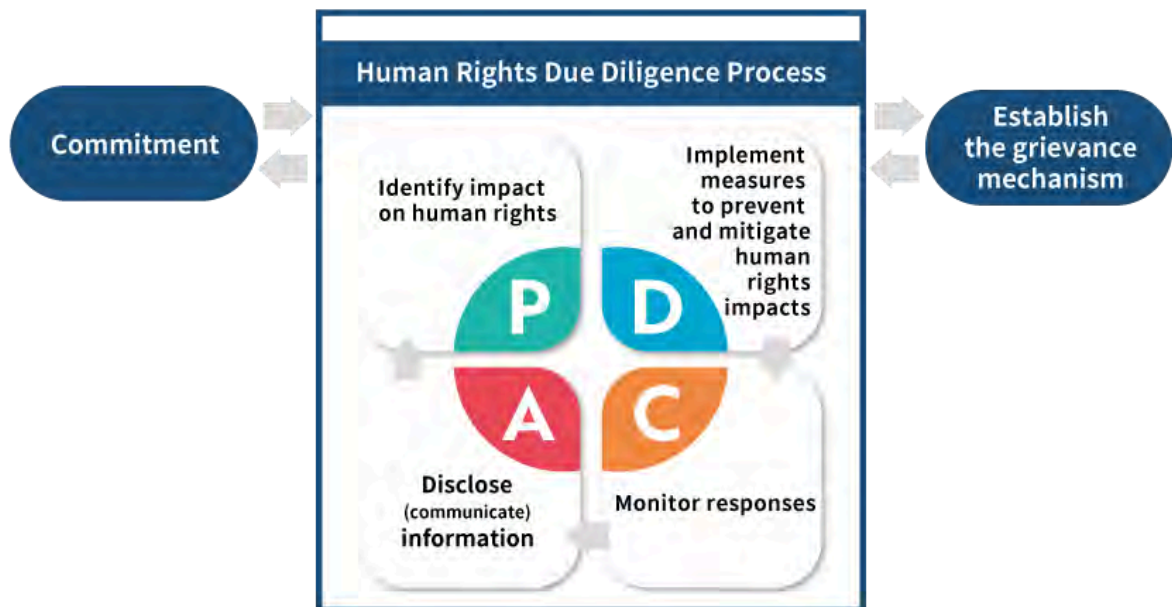 Human Rights Due Diligence Process
Commitment
Establish
the grievance
mechanism
Identify impact
on human rights
Implement
measures
to prevent
and mitigate
human
rights
impacts
P
D
A
C
Disclose
(communicate)
information
Monitor responses